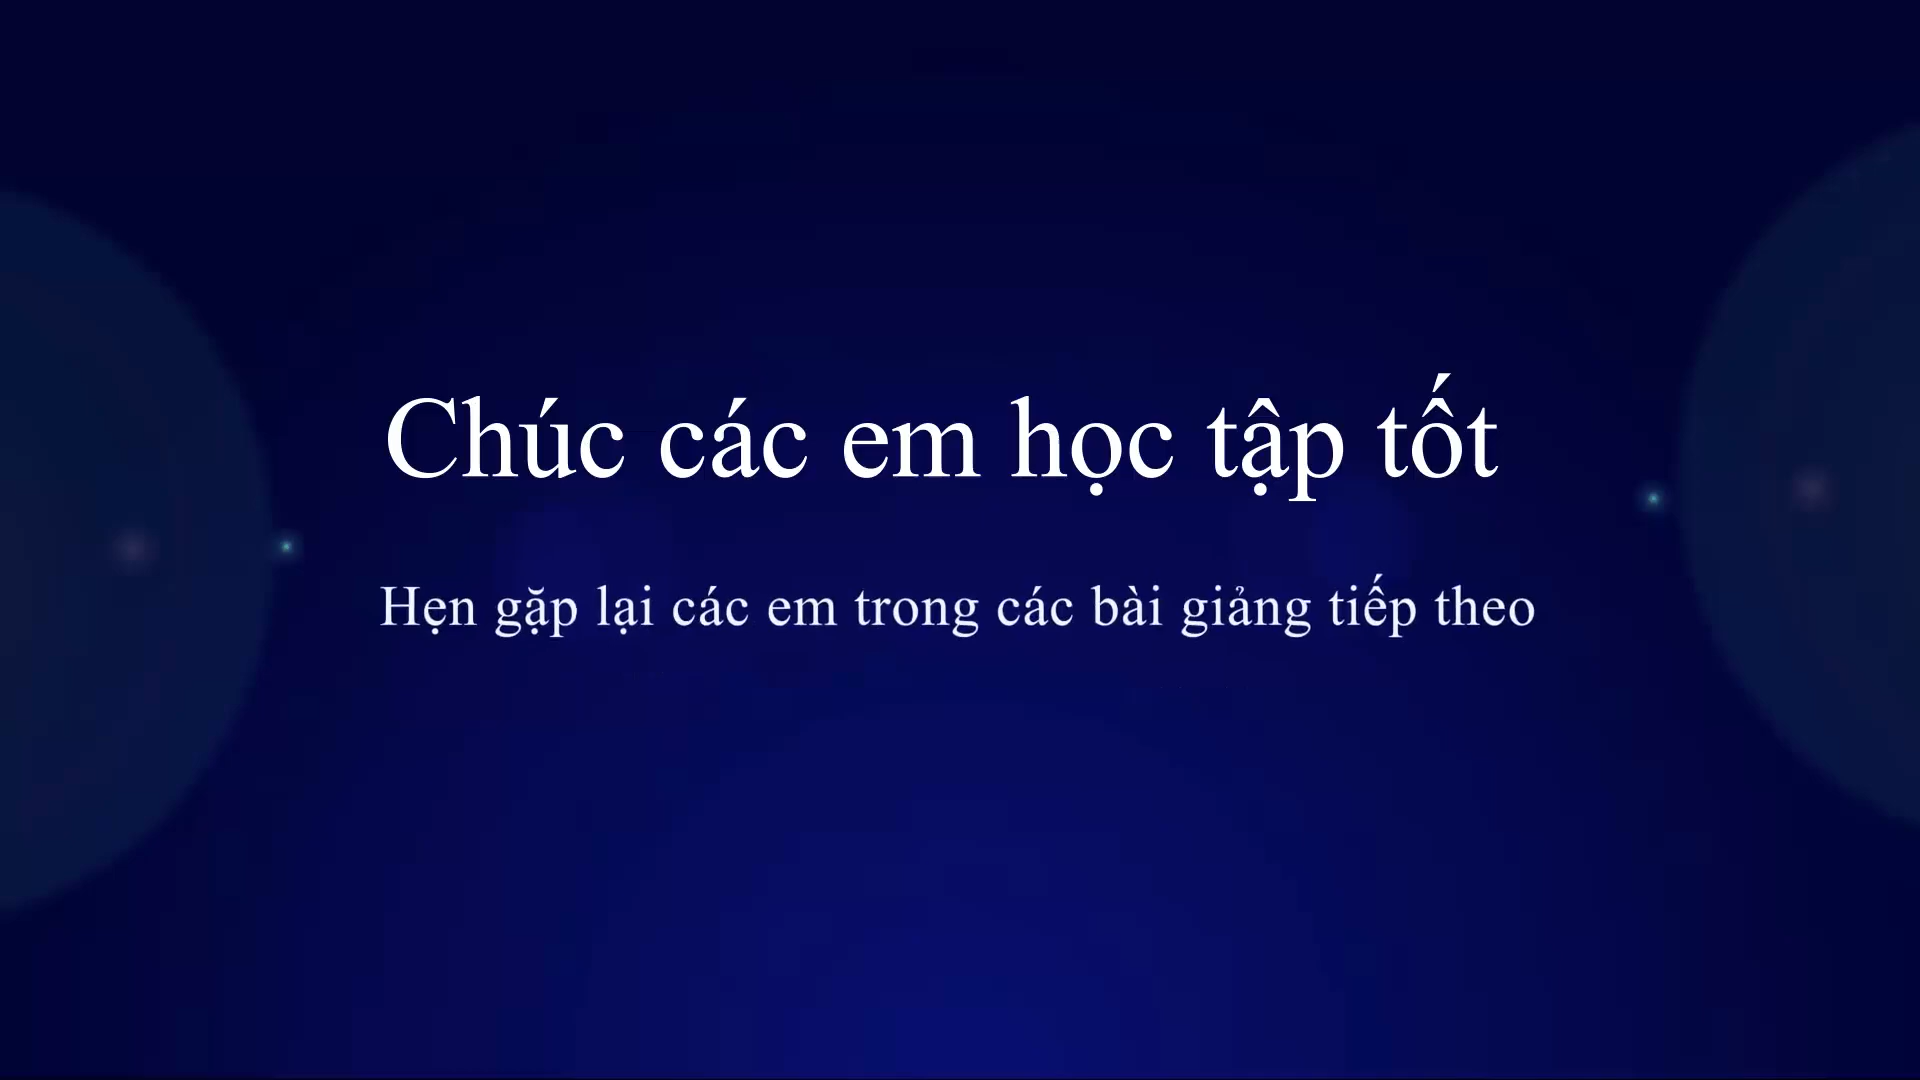 Chúc các em học tập tốt
Hẹn gặp lại các em trong các bài giảng tiếp theo